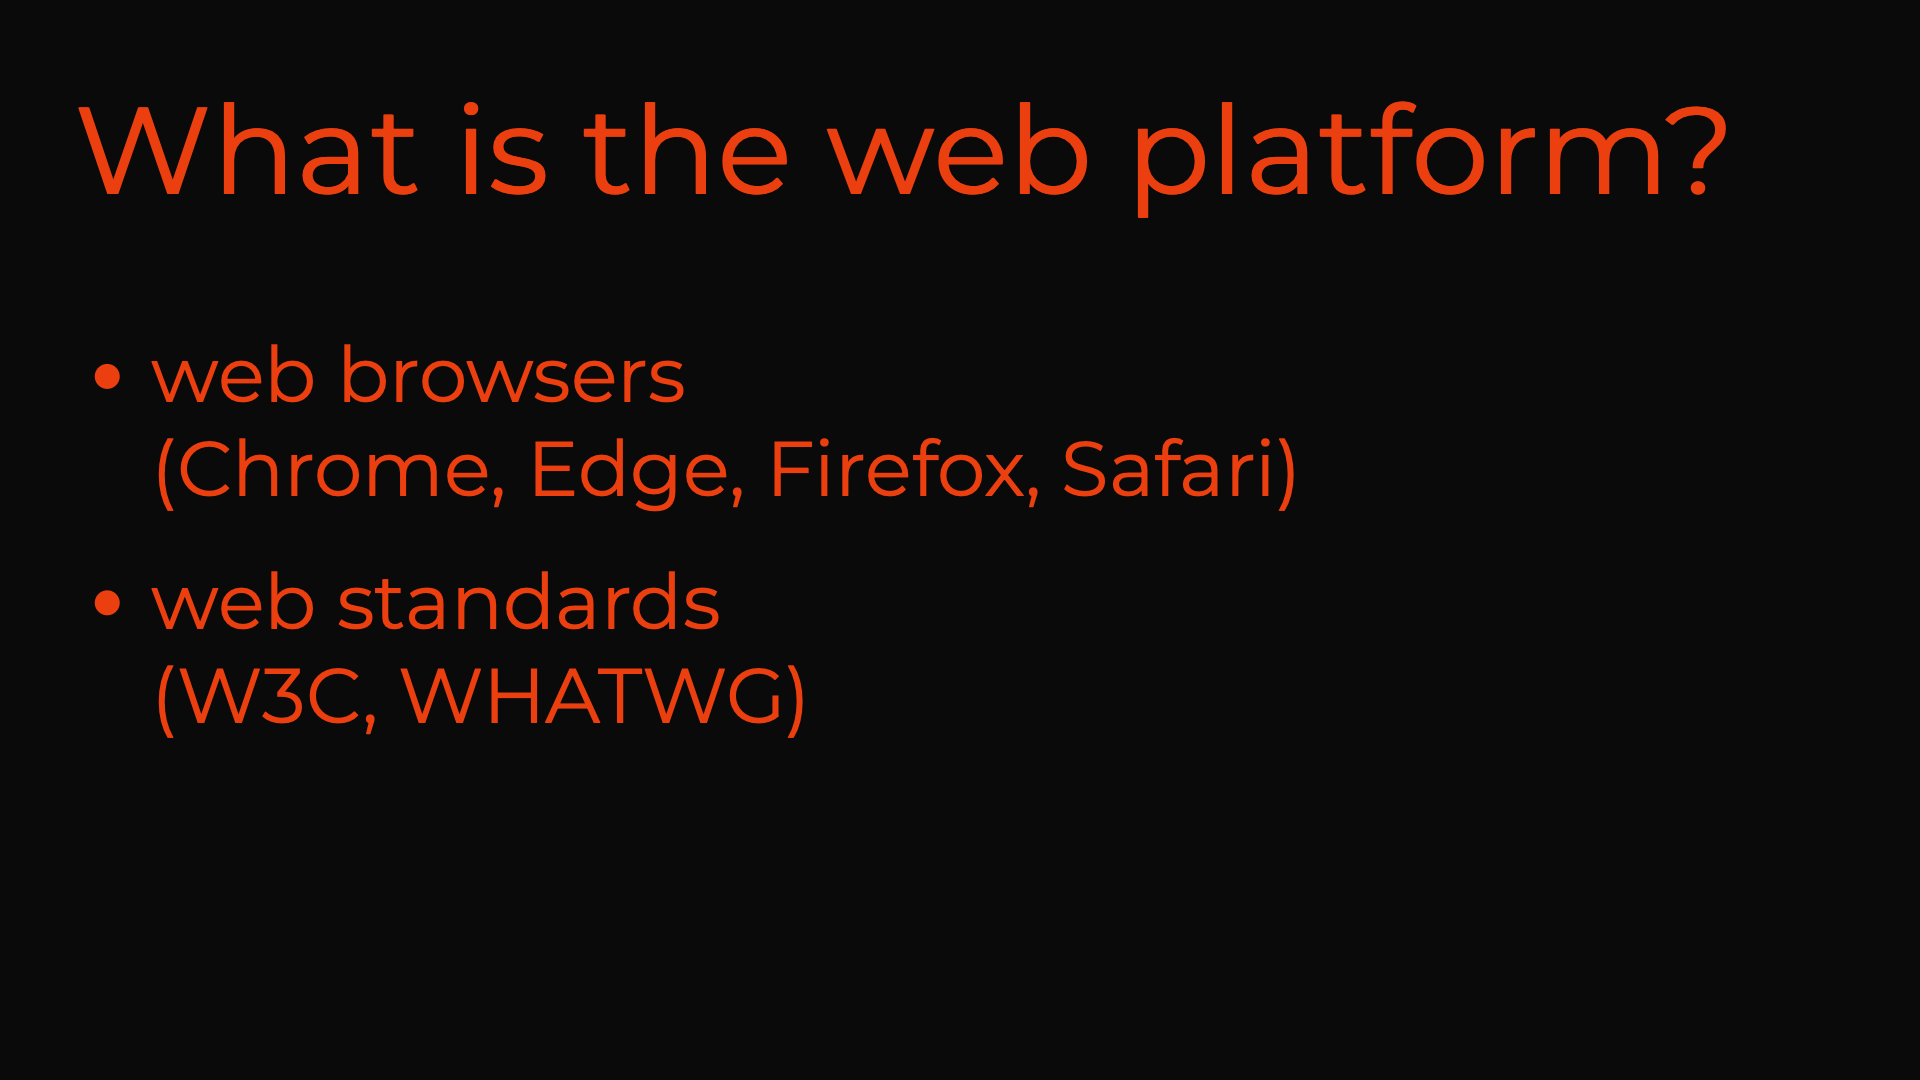 What is the web platform?
• web browsers
(Chrome, Edge, Firefox, Safari)
• web standards
(W3C, WHATWG)